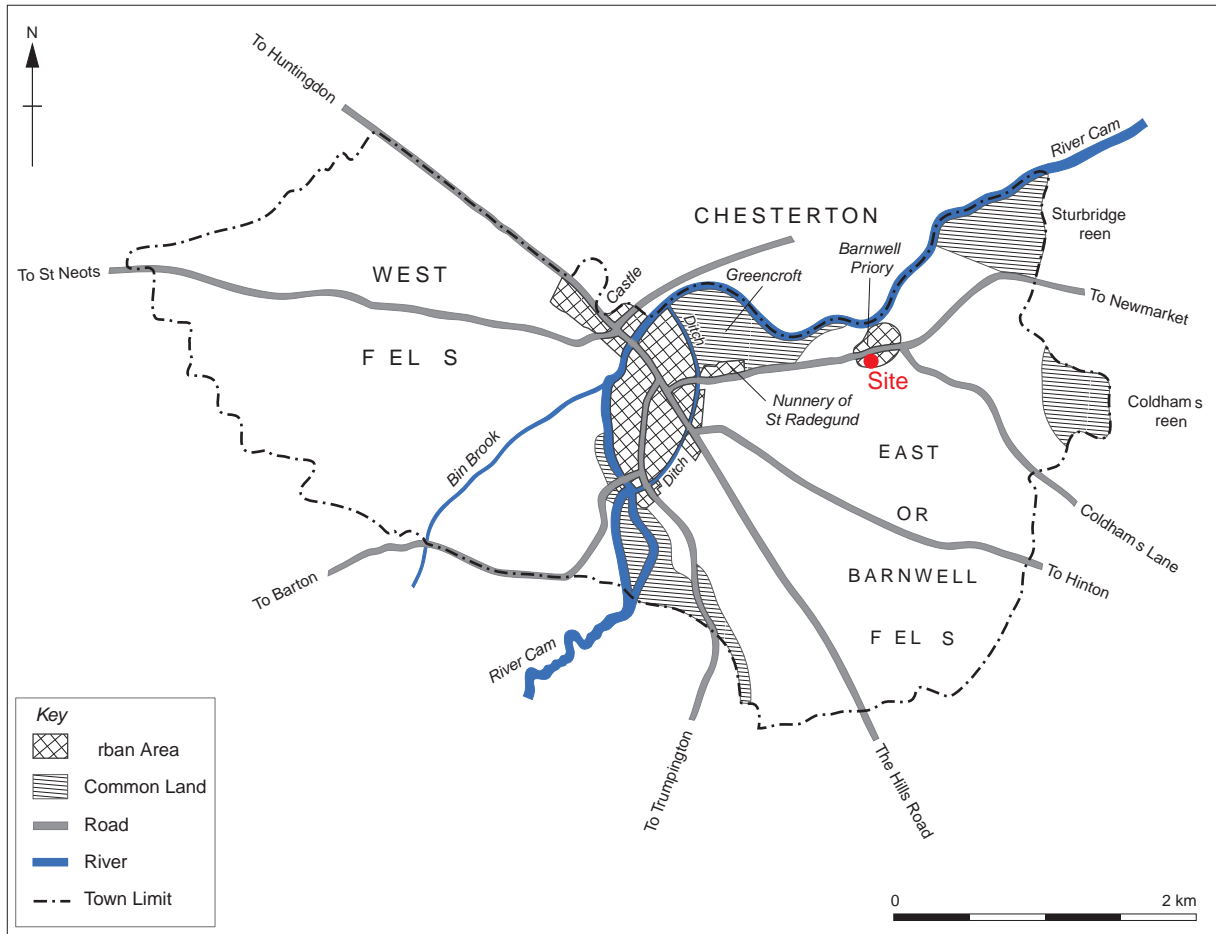 N
To Huntingdon
River Cam
CHESTERTON
Sturbridge
reen
Barnwell
Priory
To St Neots
WEST
Castle
Greencroft
To Newmarket
Ditch
F EL S
Site
Nunnery of
St Radegund
Coldham s
reen
Bin Brook
EAST
Ditch
OR
Coldham s Lane
BARNWELL
To Hinton
To Barton
F EL S
River Cam
Key
rban Area
Common Land
Road
River
Town Limit
To Trumpington
The Hills Road
0 2 km